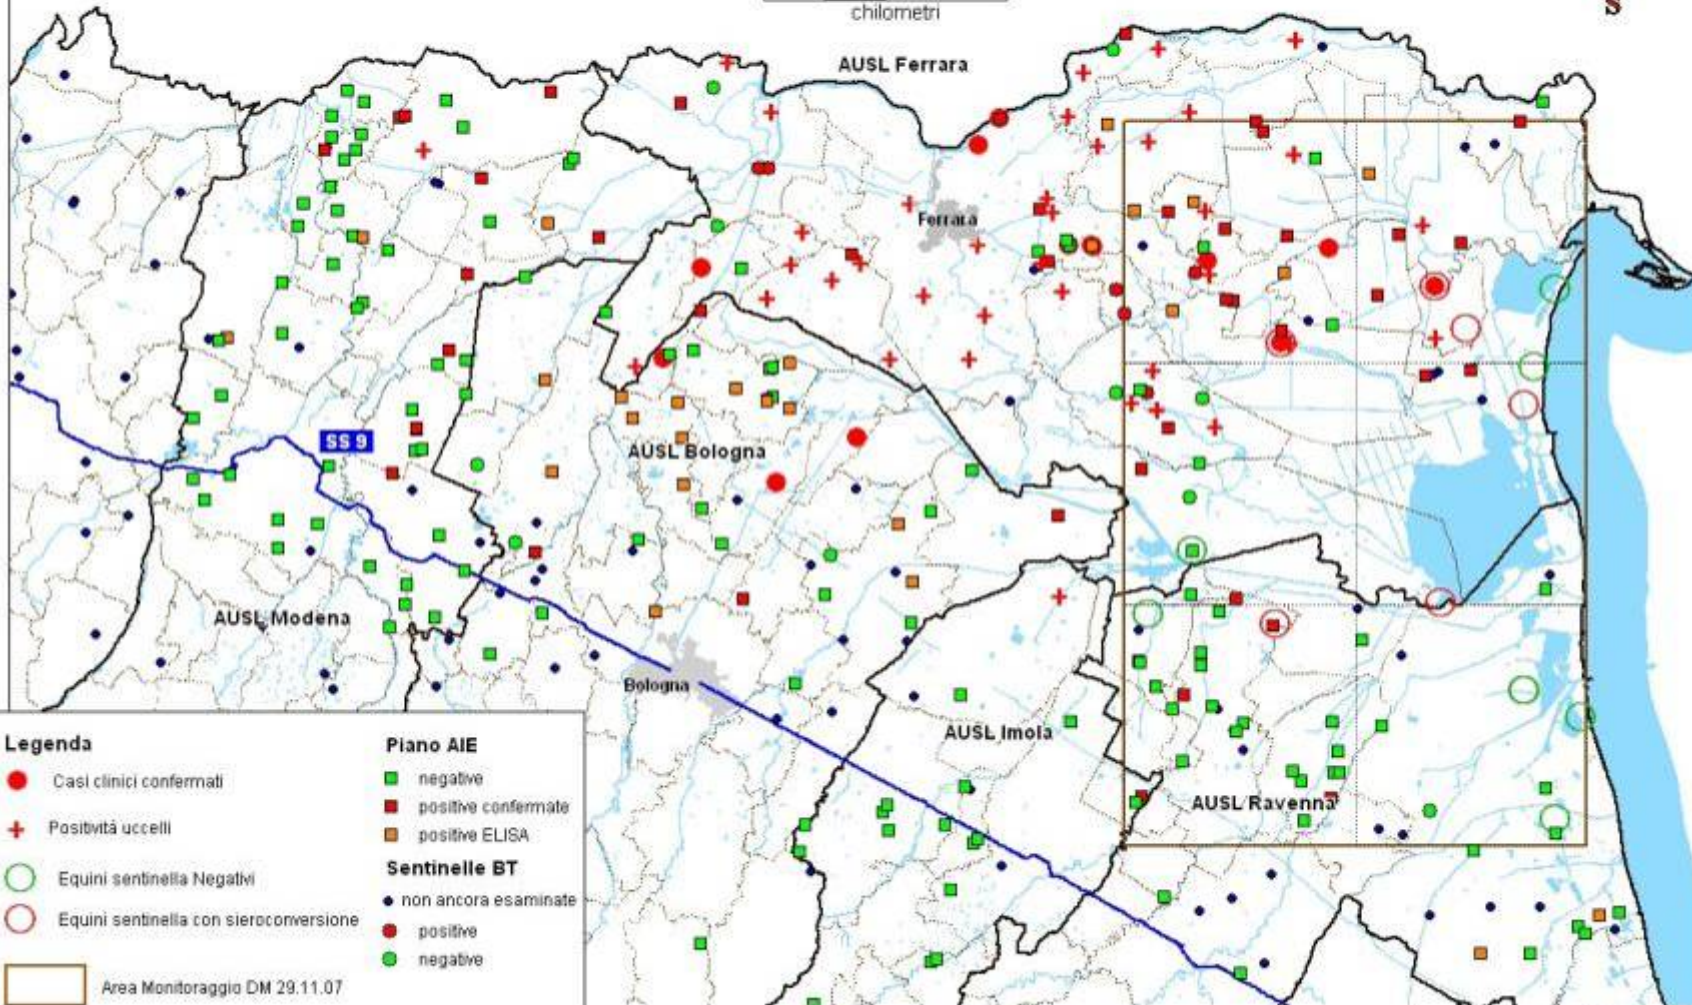 chilometri
S
AUSL Ferrara
Ferrara
SS 9
AUSL Bologna
AUSL Modena
Bologna
AUSL Imola
AUSL Ravenna
Legenda
Casi clinici confermati
Positività uccelli
Equini sentinella Negativi
Equini sentinella con sieroconversione
Area Monitoraggio DM 29.11.07
Piano AIE
negative
positive confermate
positive ELISA
Sentinelle BT
non ancora esaminate
positive
negative